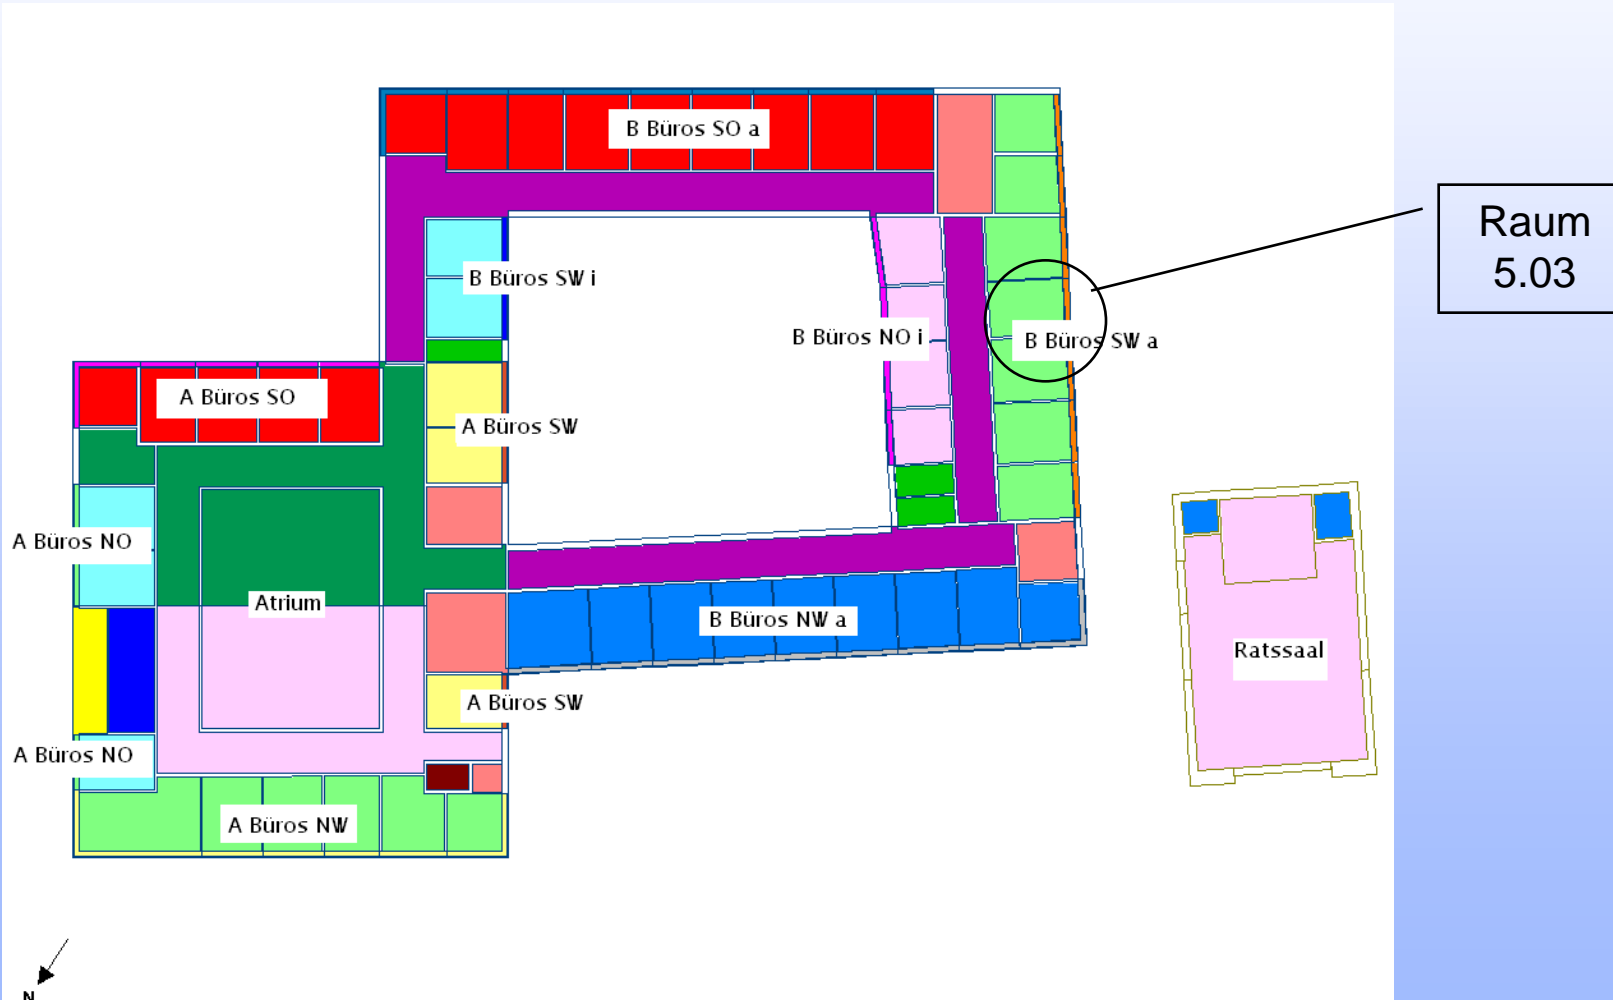 B Büros SO a
Raum
5.03
B Büros SW i
B Büros NO i
B Büros SW a
A Büros SO
A Büros SW
A Büros NO
Atrium
B Büros NW a
Ratssaal
A Büros SW
A Büros NO
A Büros NW
N